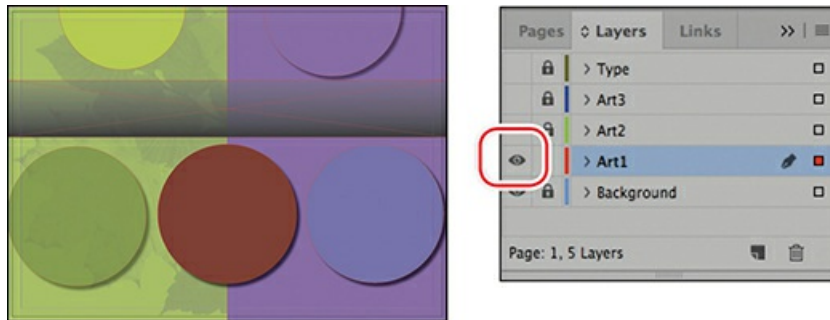 Pages Layers Links
Type
Art3
Art2
Art1
Background
Page: 1, 5 Layers